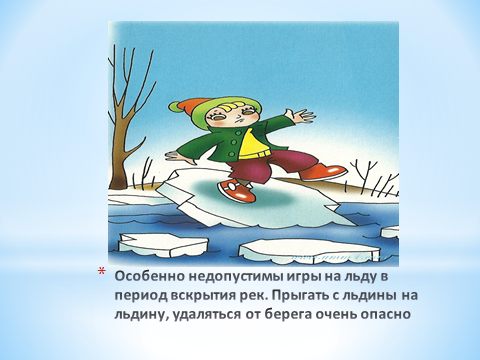 * Особенно недопустимы игры на льду в
период вскрытия рек. Прыгать с льдины на
льдину, удаляться от берега очень опасно